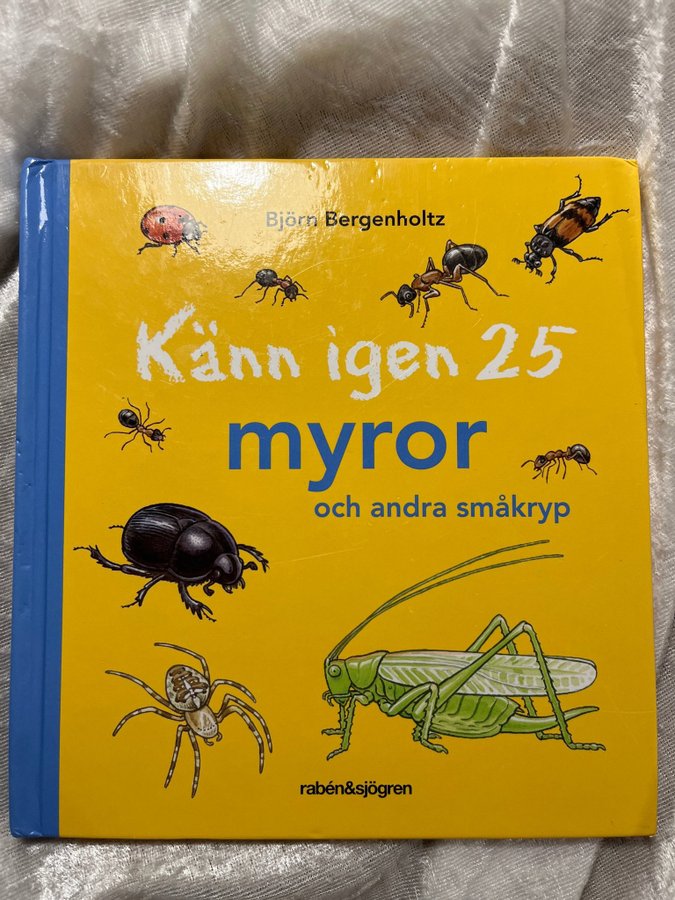 Björn Bergenholtz
Känn igen 25
myror
och andra småkryp
rabén&sjögren